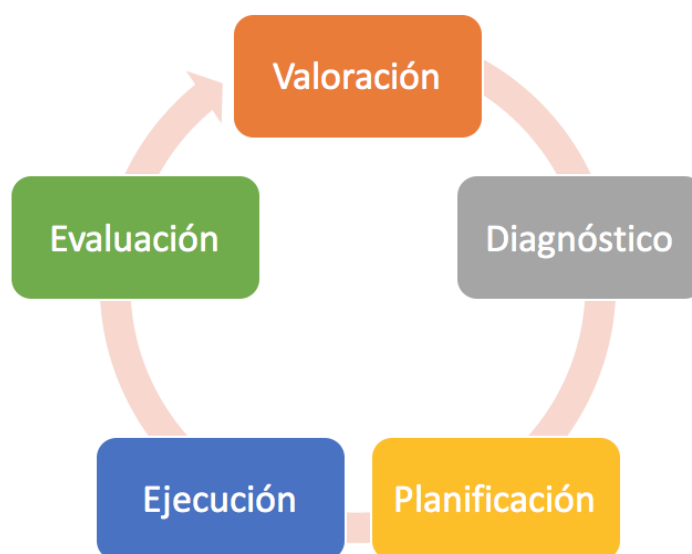 Valoración
Diagnóstico
Planificación
Ejecución
Evaluación